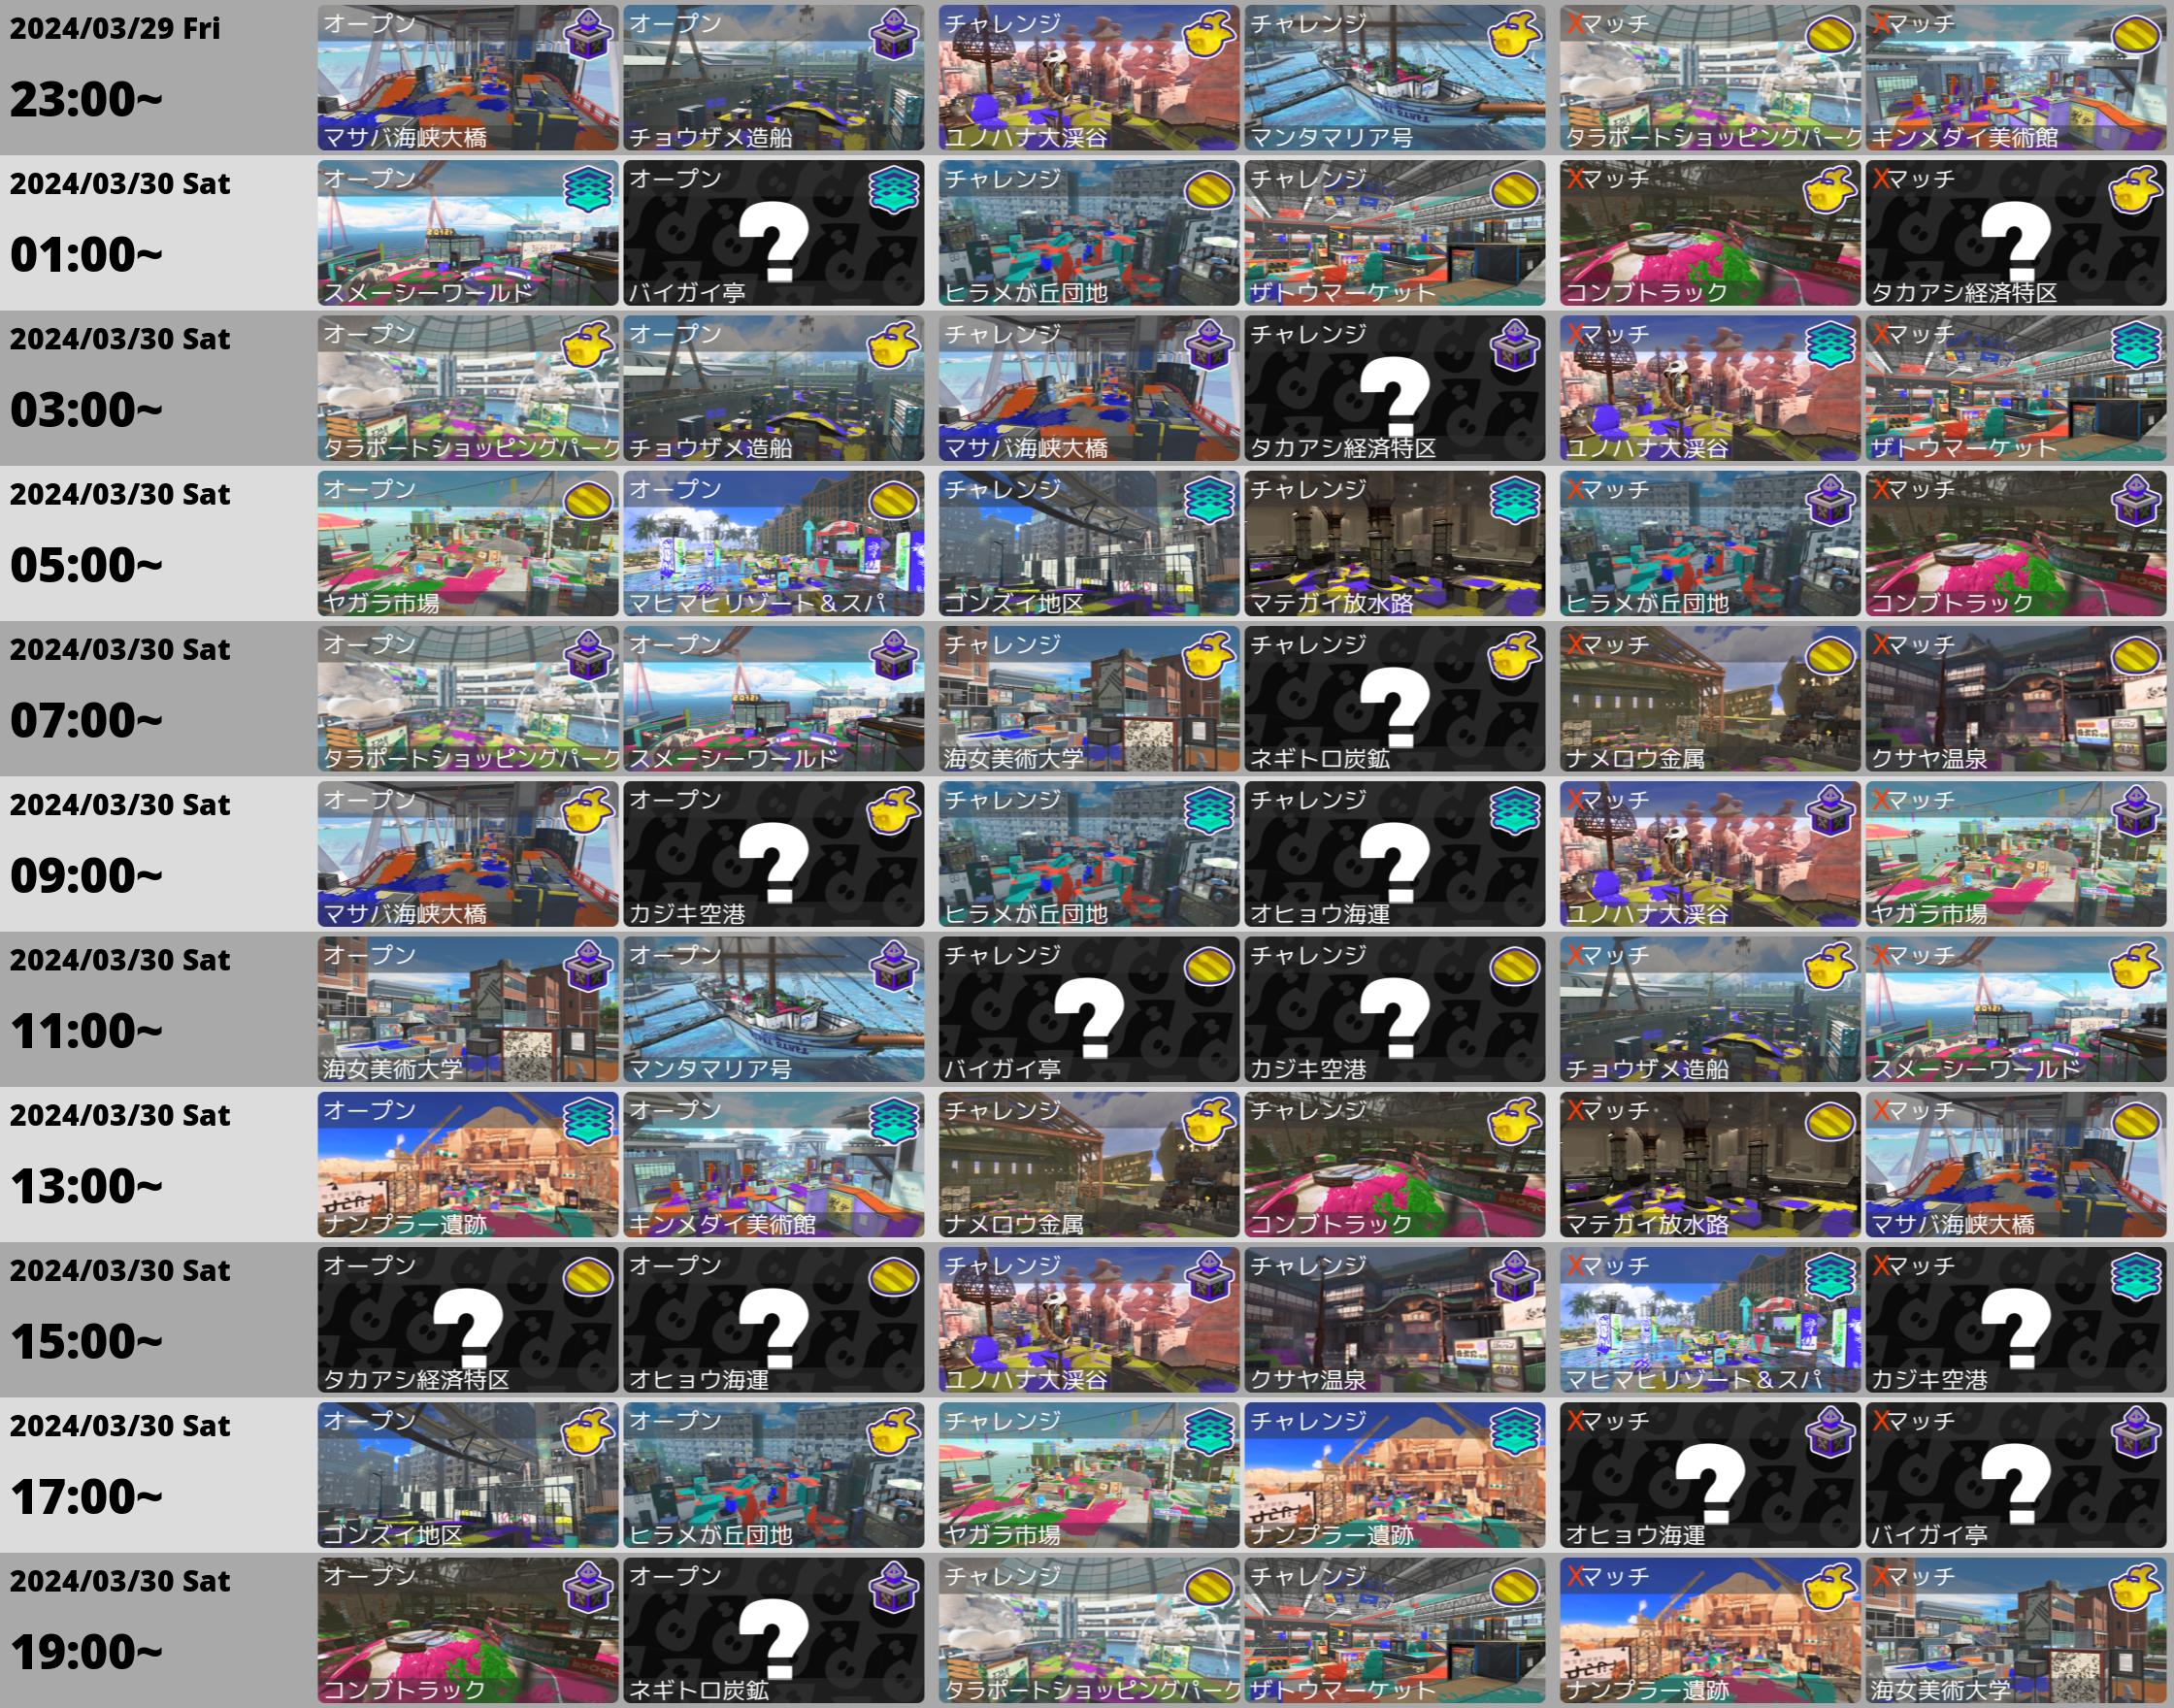 2024/03/29 Fri
23:00~
オープン オープン チャレンジ チャレンジ Xマッチ Xマッチ
マサバ海峡大橋 チョウザメ造船 ユノハナ大渓谷 マンタマリア号 タラポートショッピングパーク キンメダイ美術館
2024/03/30 Sat
01:00~
オープン オープン チャレンジ チャレンジ Xマッチ Xマッチ
スメーシーワールド バイガイ亭 ヒラメが丘団地 ザトウマーケット コンブトラック タカアシ経済特区
2024/03/30 Sat
03:00~
オープン オープン チャレンジ チャレンジ Xマッチ Xマッチ
タラポートショッピングパーク チョウザメ造船 マサバ海峡大橋 タカアシ経済特区 ユノハナ大渓谷 ザトウマーケット
2024/03/30 Sat
05:00~
オープン オープン チャレンジ チャレンジ Xマッチ Xマッチ
ヤガラ市場 マヒマヒリゾート&スパ ゴンズイ地区 マテガイ放水路 ヒラメが丘団地 コンブトラック
2024/03/30 Sat
07:00~
オープン オープン チャレンジ チャレンジ Xマッチ Xマッチ
タラポートショッピングパーク スメーシーワールド 海女美術大学 ネギトロ炭鉱 ナメロウ金属 クサヤ温泉
2024/03/30 Sat
09:00~
オープン オープン チャレンジ チャレンジ Xマッチ Xマッチ
マサバ海峡大橋 カジキ空港 ヒラメが丘団地 オヒョウ海運 ユノハナ大渓谷 ヤガラ市場
2024/03/30 Sat
11:00~
オープン オープン チャレンジ チャレンジ Xマッチ Xマッチ
海女美術大学 マンタマリア号 バイガイ亭 カジキ空港 チョウザメ造船 スメーシーワールド
2024/03/30 Sat
13:00~
オープン オープン チャレンジ チャレンジ Xマッチ Xマッチ
ナンプラー遺跡 キンメダイ美術館 ナメロウ金属 コンブトラック マテガイ放水路 マサバ海峡大橋
2024/03/30 Sat
15:00~
オープン オープン チャレンジ チャレンジ Xマッチ Xマッチ
タカアシ経済特区 オヒョウ海運 ユノハナ大渓谷 クサヤ温泉 マヒマヒリゾート&スパ カジキ空港
2024/03/30 Sat
17:00~
オープン オープン チャレンジ チャレンジ Xマッチ Xマッチ
ゴンズイ地区 ヒラメが丘団地 ヤガラ市場 ナンプラー遺跡 オヒョウ海運 バイガイ亭
2024/03/30 Sat
19:00~
オープン オープン チャレンジ チャレンジ Xマッチ Xマッチ
コンブトラック ネギトロ炭鉱 タラポートショッピングパーク ザトウマーケット ナンプラー遺跡 海女美術大学